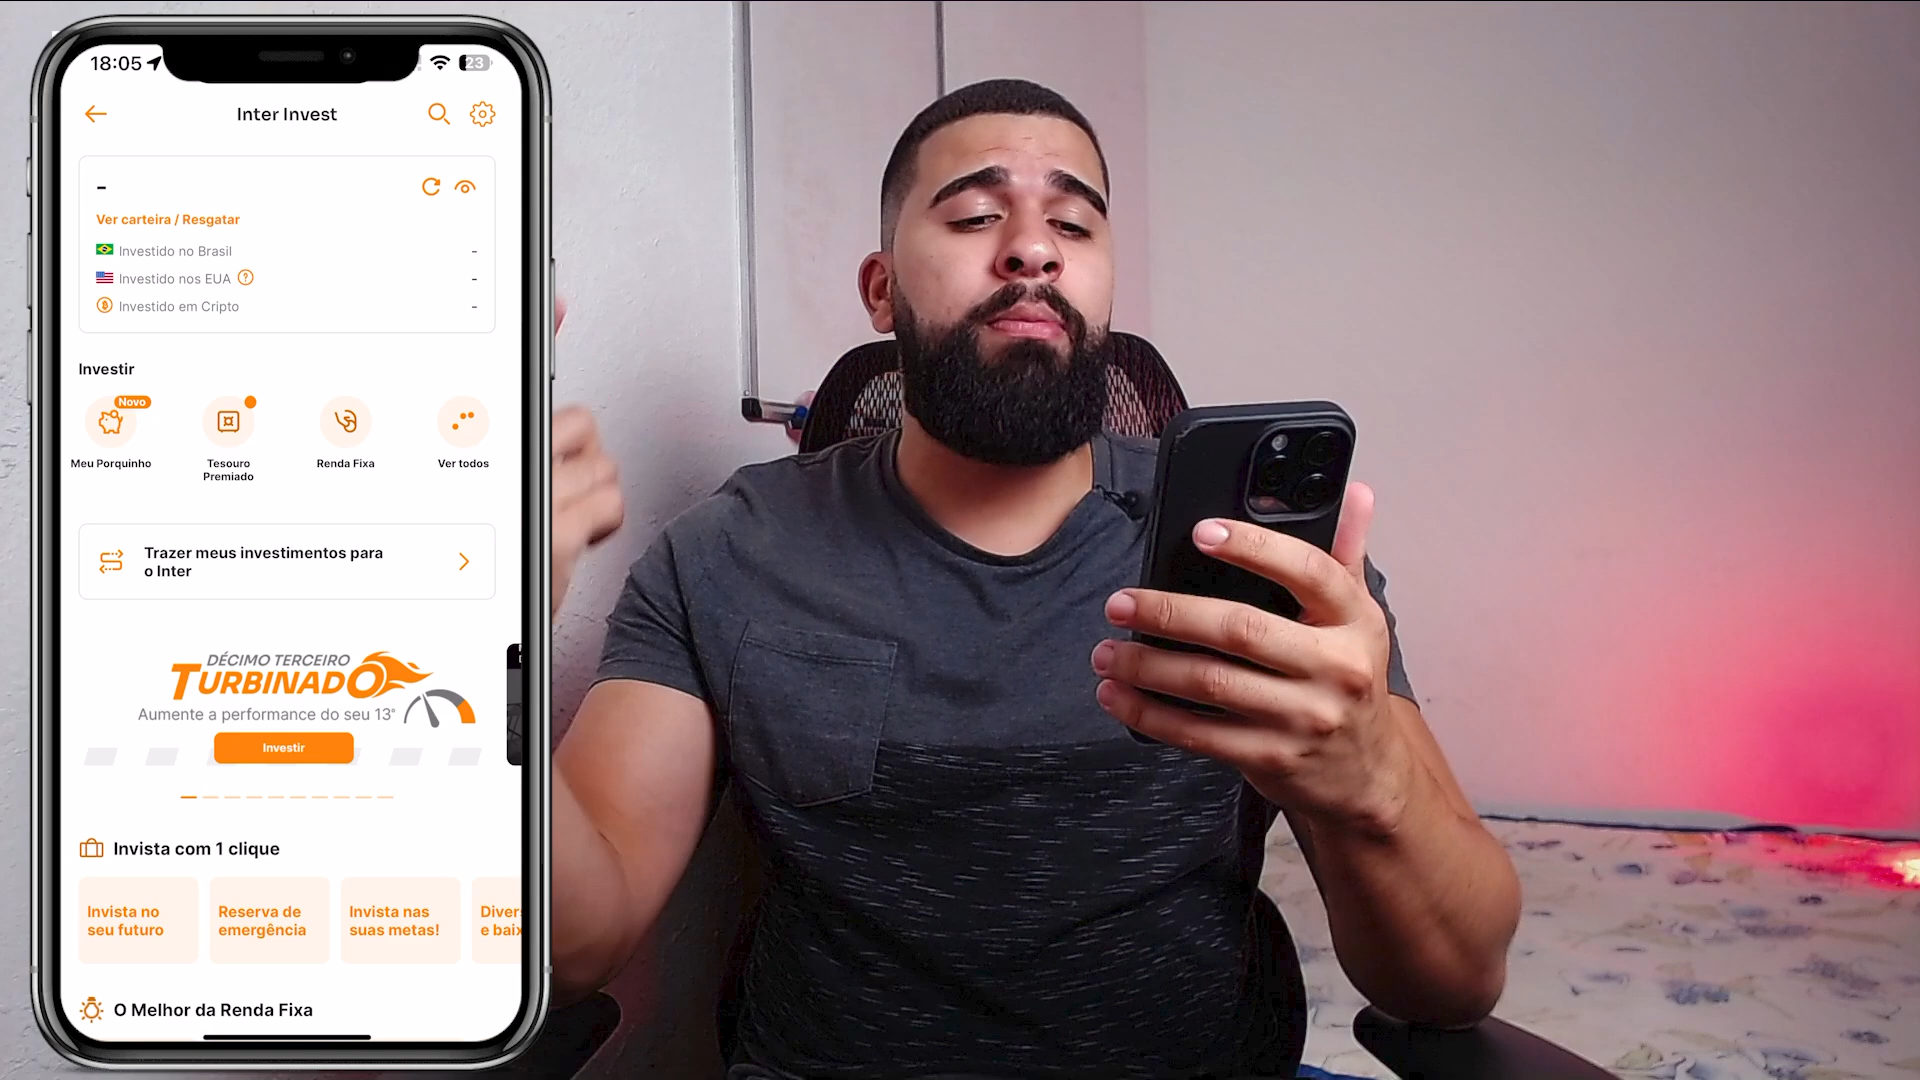 18:05
23
Inter Invest
-
Ver carteira / Resgatar
Investido no Brasil -
Investido nos EUA ? -
Investido em Cripto -
Investir
Novo
Meu Porquinho
Tesouro
Premiado
Renda Fixa
Ver todos
Trazer meus investimentos para
o Inter
DÉCIMO TERCEIRO
TURBINADO
Aumente a performance do seu 13°
Investir
Invista com 1 clique
Invista no
seu futuro
Reserva de
emergência
Invista nas
suas metas!
O Melhor da Renda Fixa